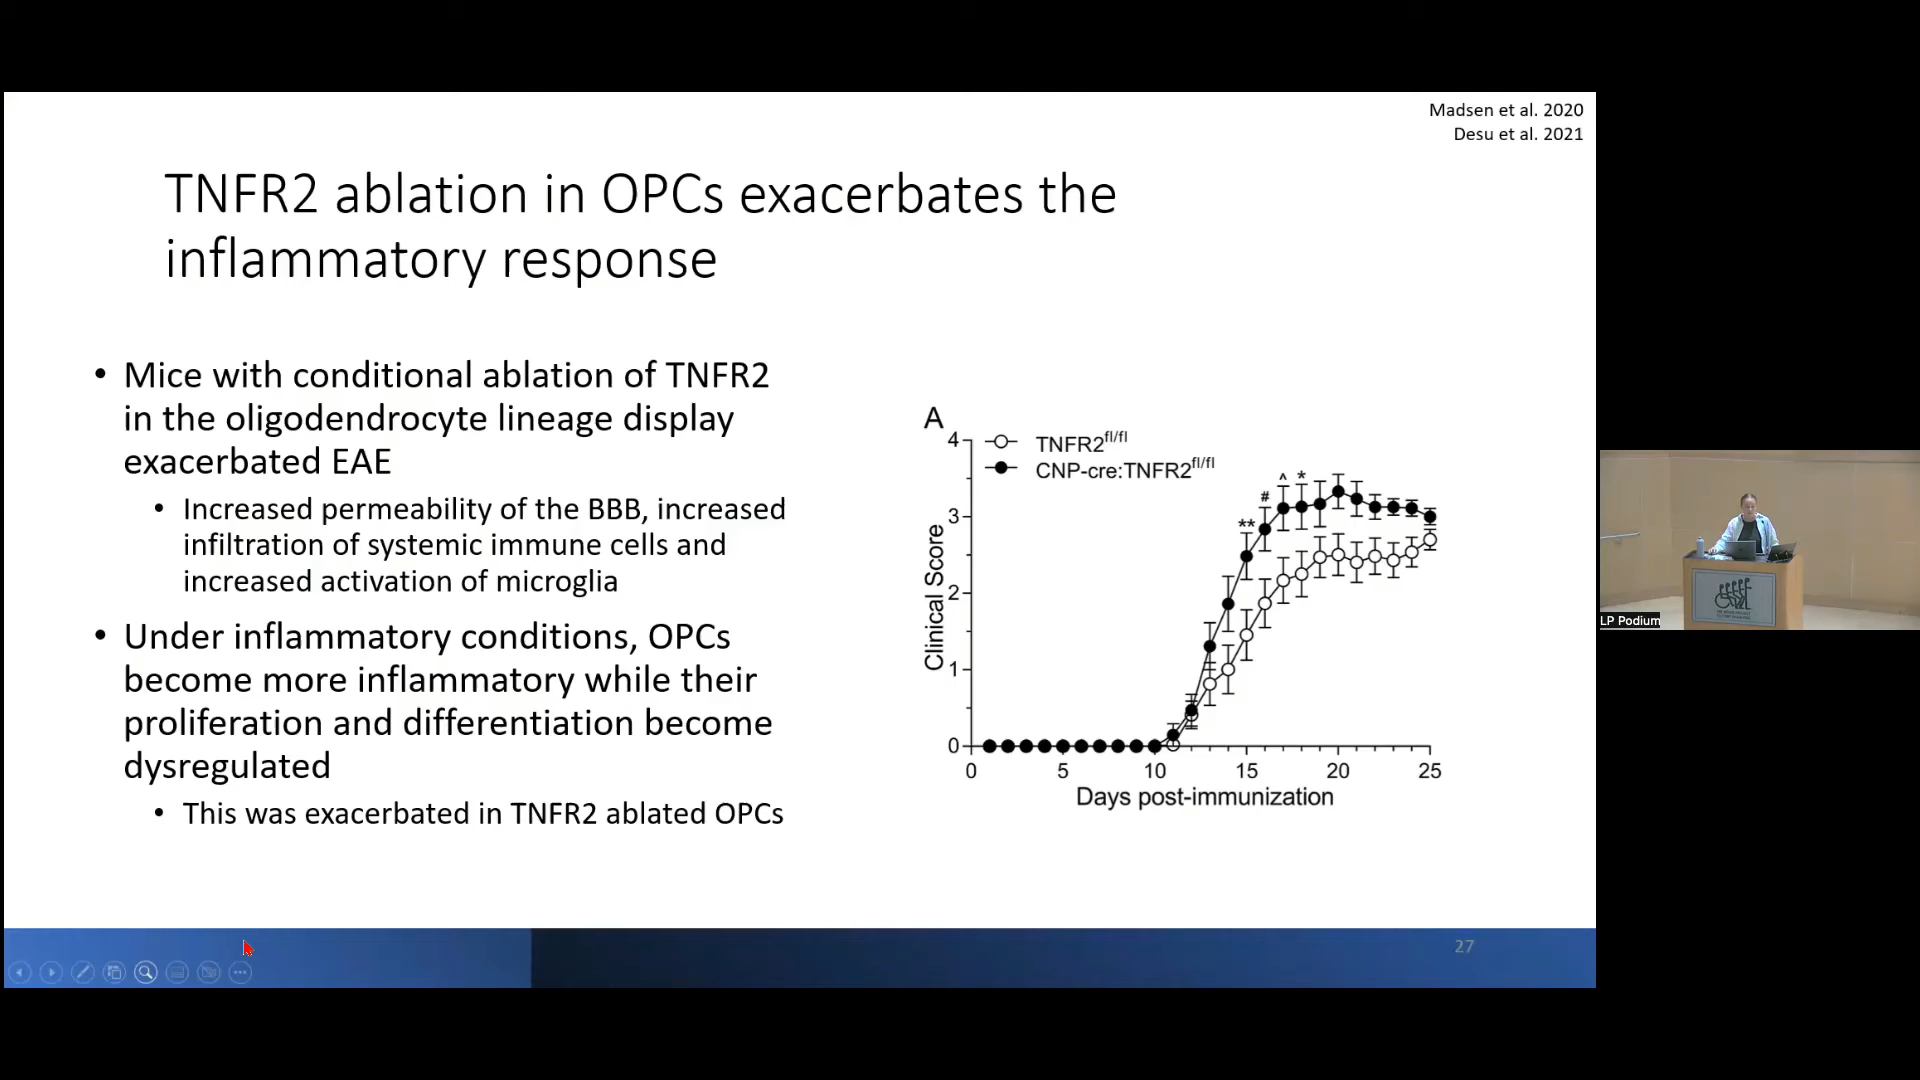 Madsen et al. 2020
Desu et al. 2021
TNFR2 ablation in OPCs exacerbates the
inflammatory response
• Mice with conditional ablation of TNFR2
in the oligodendrocyte lineage display
exacerbated EAE
• Increased permeability of the BBB, increased
infiltration of systemic immune cells and
increased activation of microglia
• Under inflammatory conditions, OPCs
become more inflammatory while their
proliferation and differentiation become
dysregulated
• This was exacerbated in TNFR2 ablated OPCs
A
TNFR2fl/fl
CNP-cre:TNFR2fl/fl
4
3
2
1
0
Clinical Score
** # ^ *
0 5 10 15 20 25
Days post-immunization
27
LP Podium